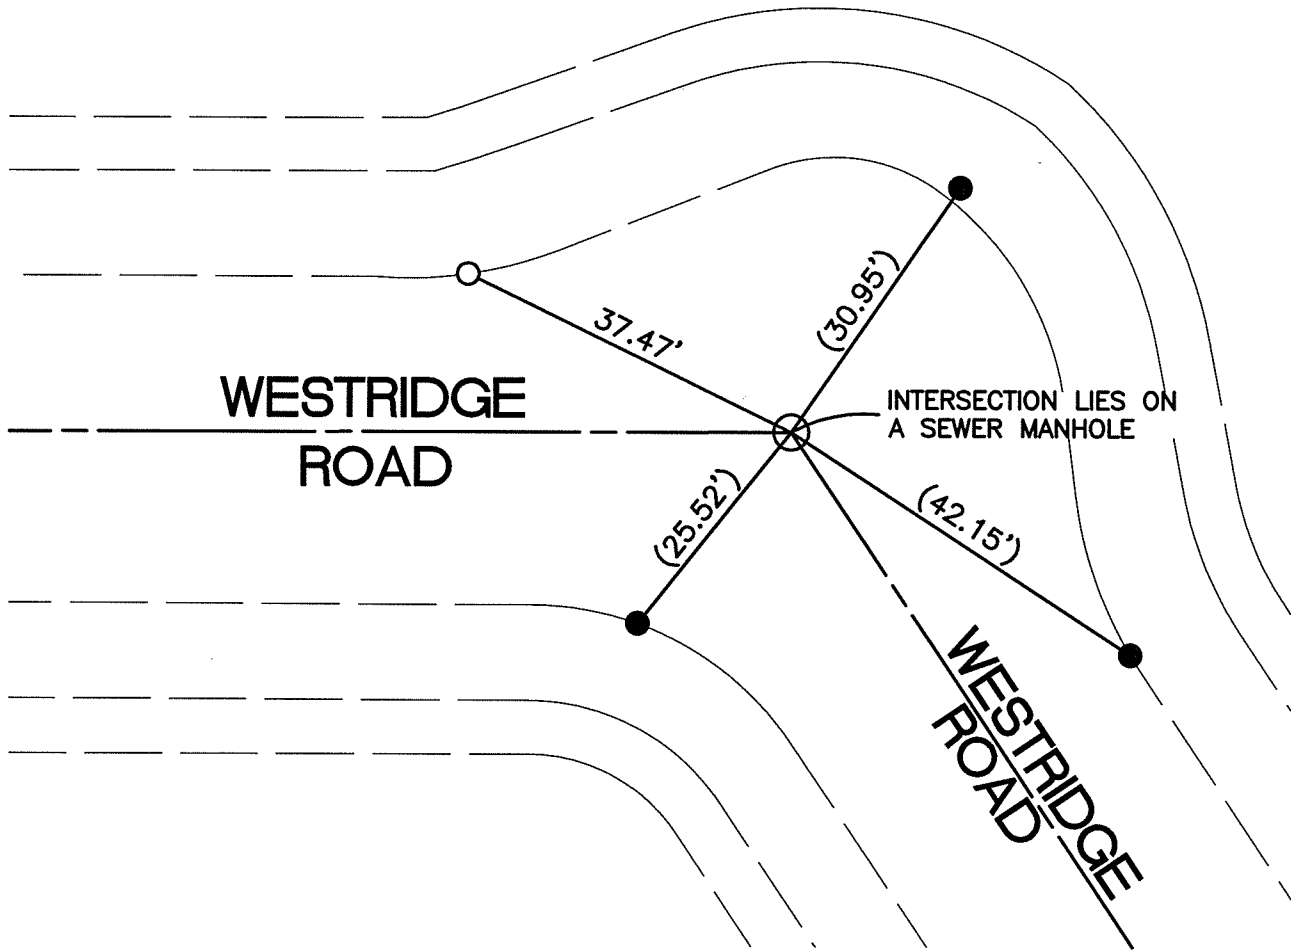 (30.95')
37.47'
WESTRIDGE
ROAD
INTERSECTION LIES ON
A SEWER MANHOLE
(25.52')
(42.15')
WESTRIDGE
ROAD